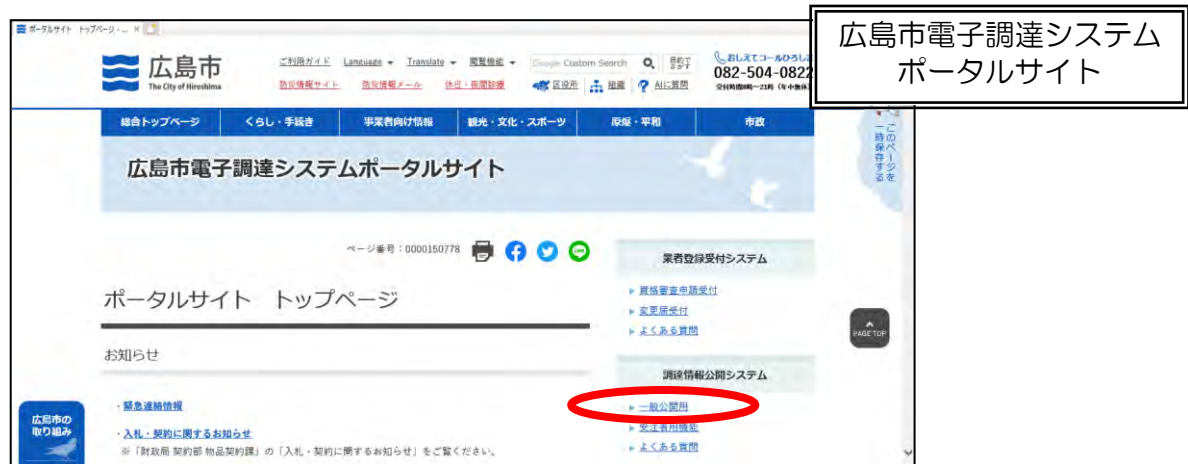 ポータルサイト トップページ - ...
広島市電子調達システム
ポータルサイト
広島市
The City of Hiroshima
ご利用ガイド Language Translate 閲覧機能
Google Custom Search
防災情報サイト 防災情報メール 休日・夜間診療 区役所 組織 AIに質問
082-504-0822
総合トップページ くらし・手続き 事業者向け情報 観光・文化・スポーツ 原爆・平和 市政
このページを
一時保存する
広島市電子調達システムポータルサイト
ページ番号：0000150778
業者登録受付システム
ポータルサイト トップページ
資格審査申請受付
変更届受付
よくある質問
PAGE TOP
お知らせ
調達情報公開システム
・緊急連絡情報
一般公開用
広島市の
取り組み
・入札・契約に関するお知らせ
受注者用機能
※「財政局 契約部 物品契約課」の「入札・契約に関するお知らせ」をご覧ください。
よくある質問